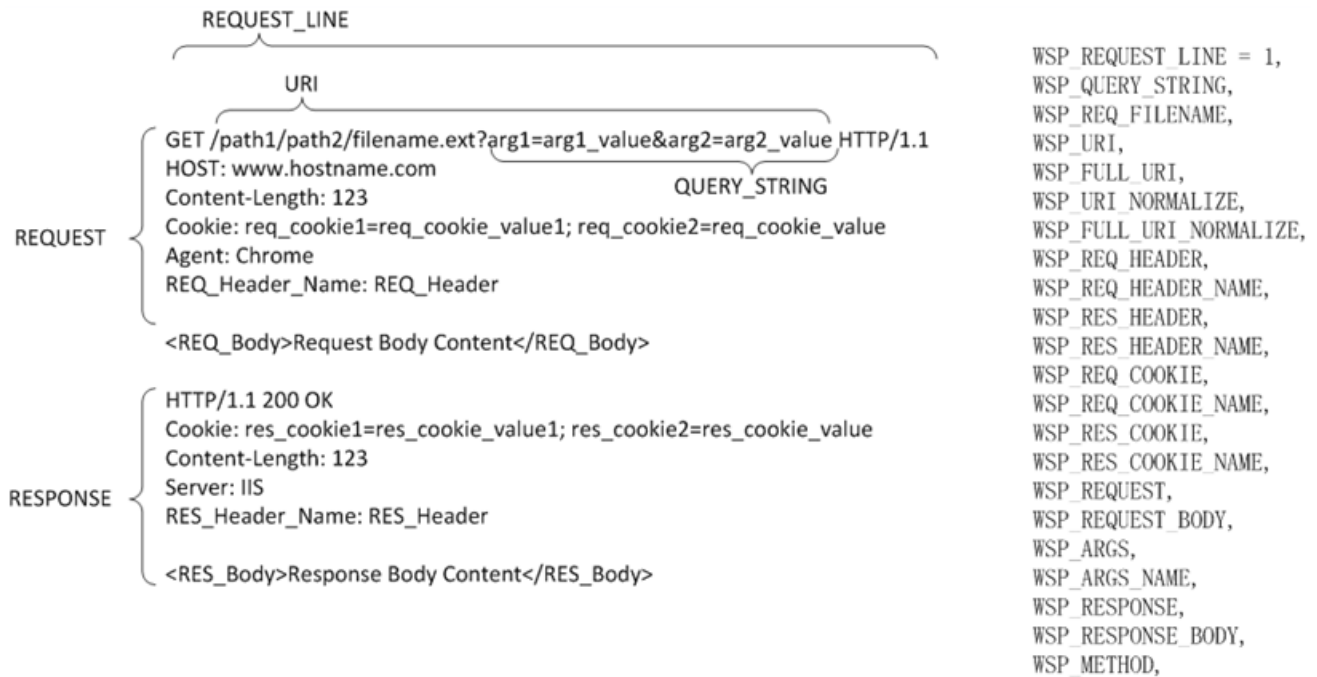 REQUEST_LINE
URI
GET /path1/path2/filename.ext?arg1=arg1_value&arg2=arg2_value HTTP/1.1
HOST: www.hostname.com
QUERY_STRING
Content-Length: 123
Cookie: req_cookie1=req_cookie_value1; req_cookie2=req_cookie_value
REQUEST
Agent: Chrome
REQ_Header_Name: REQ_Header
<REQ_Body>Request Body Content</REQ_Body>
HTTP/1.1 200 OK
Cookie: res_cookie1=res_cookie_value1; res_cookie2=res_cookie_value
Content-Length: 123
RESPONSE
Server: IIS
RES_Header_Name: RES_Header
<RES_Body>Response Body Content</RES_Body>
WSP_REQUEST_LINE = 1,
WSP_QUERY_STRING,
WSP_REQ_FILENAME,
WSP_URI,
WSP_FULL_URI,
WSP_URI_NORMALIZE,
WSP_FULL_URI_NORMALIZE,
WSP_REQ_HEADER,
WSP_REQ_HEADER_NAME,
WSP_RES_HEADER,
WSP_RES_HEADER_NAME,
WSP_REQ_COOKIE,
WSP_REQ_COOKIE_NAME,
WSP_RES_COOKIE,
WSP_RES_COOKIE_NAME,
WSP_REQUEST,
WSP_REQUEST_BODY,
WSP_ARGS,
WSP_ARGS_NAME,
WSP_RESPONSE,
WSP_RESPONSE_BODY,
WSP_METHOD,